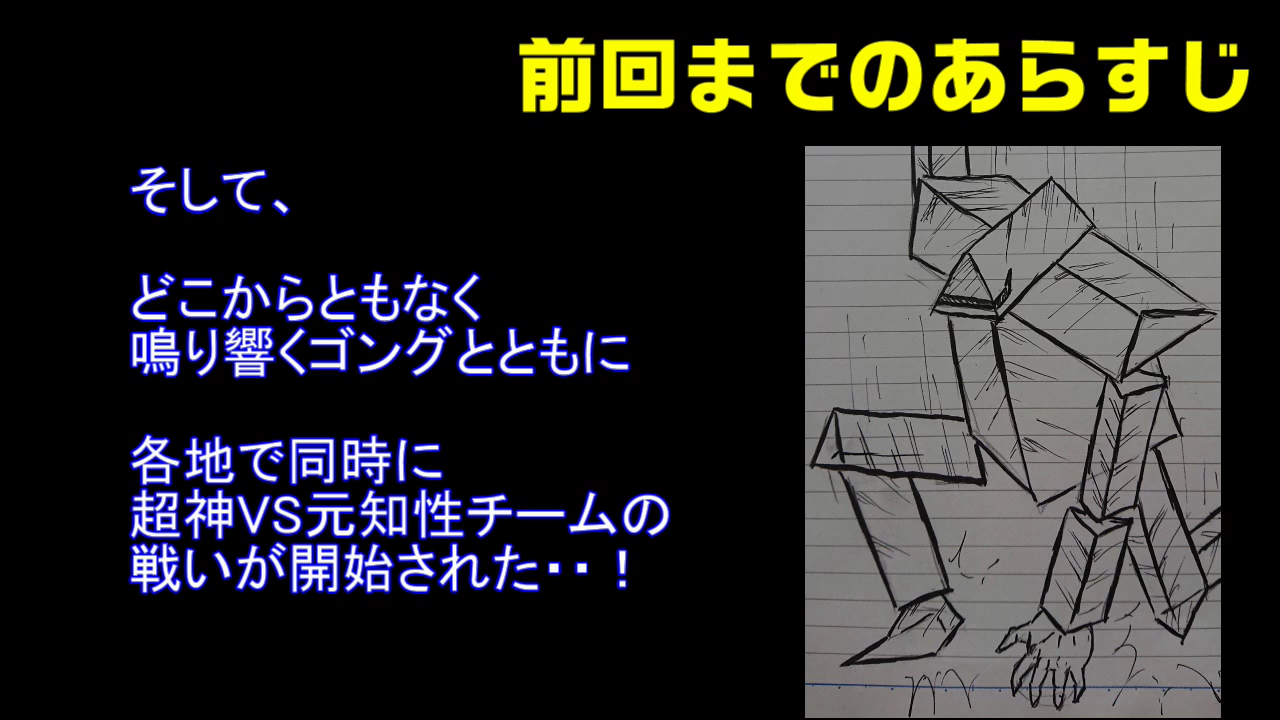 前回までのあらすじ
そして、
どこからともなく
鳴り響くゴングとともに
各地で同時に
超神VS元知性チームの
戦いが開始された・・！